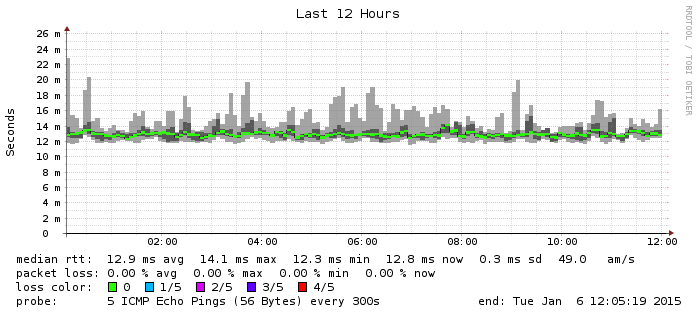 Last 12 Hours
RRDTOOL / TOBI OETIKER
Seconds
26 m
24 m
22 m
20 m
18 m
16 m
14 m
12 m
10 m
8 m
6 m
4 m
2 m
0
02:00 04:00 06:00 08:00 10:00 12:00
median rtt: 12.9 ms avg 14.1 ms max 12.3 ms min 12.8 ms now 0.3 ms sd 49.0 am/s
packet loss: 0.00 % avg 0.00 % max 0.00 % min 0.00 % now
loss color: 0 1/5 2/5 3/5 4/5
probe: 5 ICMP Echo Pings (56 Bytes) every 300s end: Tue Jan 6 12:05:19 2015